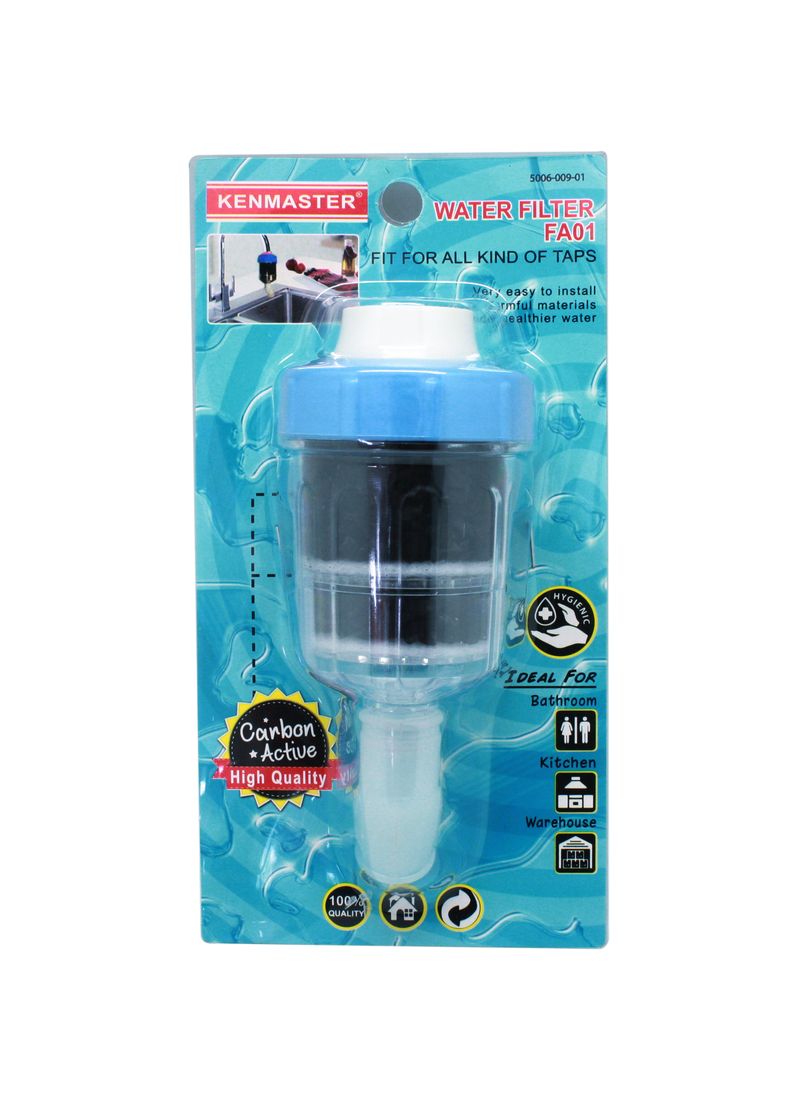 5006-009-01
KENMASTER®
WATER FILTER
FA01
FIT FOR ALL KIND OF TAPS
Very easy to install
materials
healthier water
HYGIENIC
IDEAL FOR
Bathroom
Kitchen
Warehouse
Carbon
Active
High Quality
100%
QUALITY